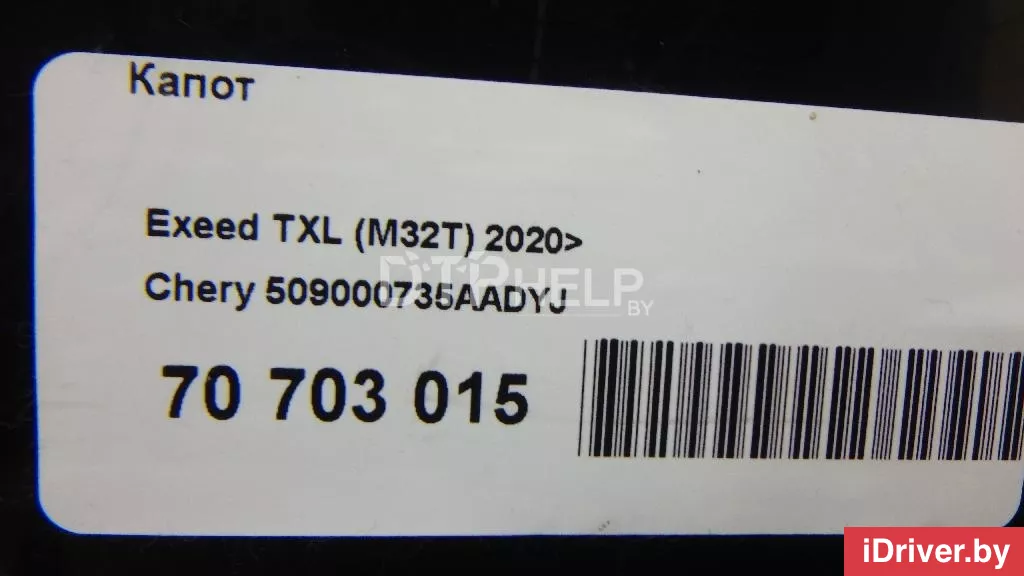 Капот
Exeed TXL (M32T) 2020>
Chery 509000735AADYJ
DTPHELP
BY
70 703 015
iDriver.by